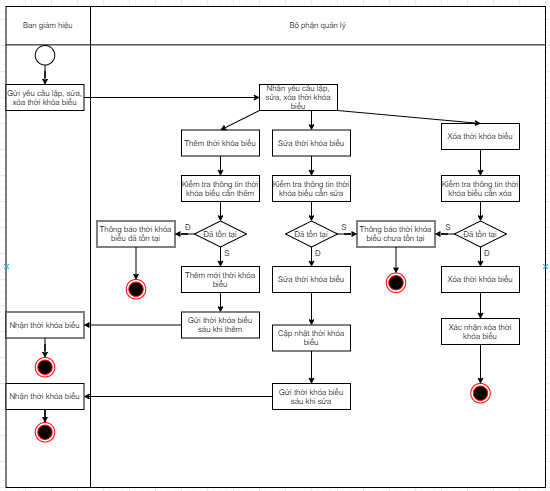 Ban giám hiệu
Bộ phận quản lý
Gửi yêu cầu lập, sửa,
xóa thời khóa biểu
Nhận yêu cầu lập,
sửa, xóa thời khóa
biểu
Thêm thời khóa biểu
Sửa thời khóa biểu
Xóa thời khóa biểu
Kiểm tra thông tin thời
khóa biểu cần thêm
Kiểm tra thông tin thời
khóa biểu cần sửa
Kiểm tra thông tin thời
khóa biểu cần xóa
Thông báo thời khóa
biểu đã tồn tại
Đ
Đã tồn tại
S
Đã tồn tại
S
Đ
Thông báo thời khóa
biểu chưa tồn tại
S
Đã tồn tại
Đ
Thêm mới thời khóa
biểu
Sửa thời khóa biểu
Xóa thời khóa biểu
Nhận thời khóa biểu
Gửi thời khóa biểu
sáu khi thêm
Cập nhật thời khóa
biểu
Xác nhận xóa thời
khóa biểu
Nhận thời khóa biểu
Gửi thời khóa biểu
sáu khi sửa